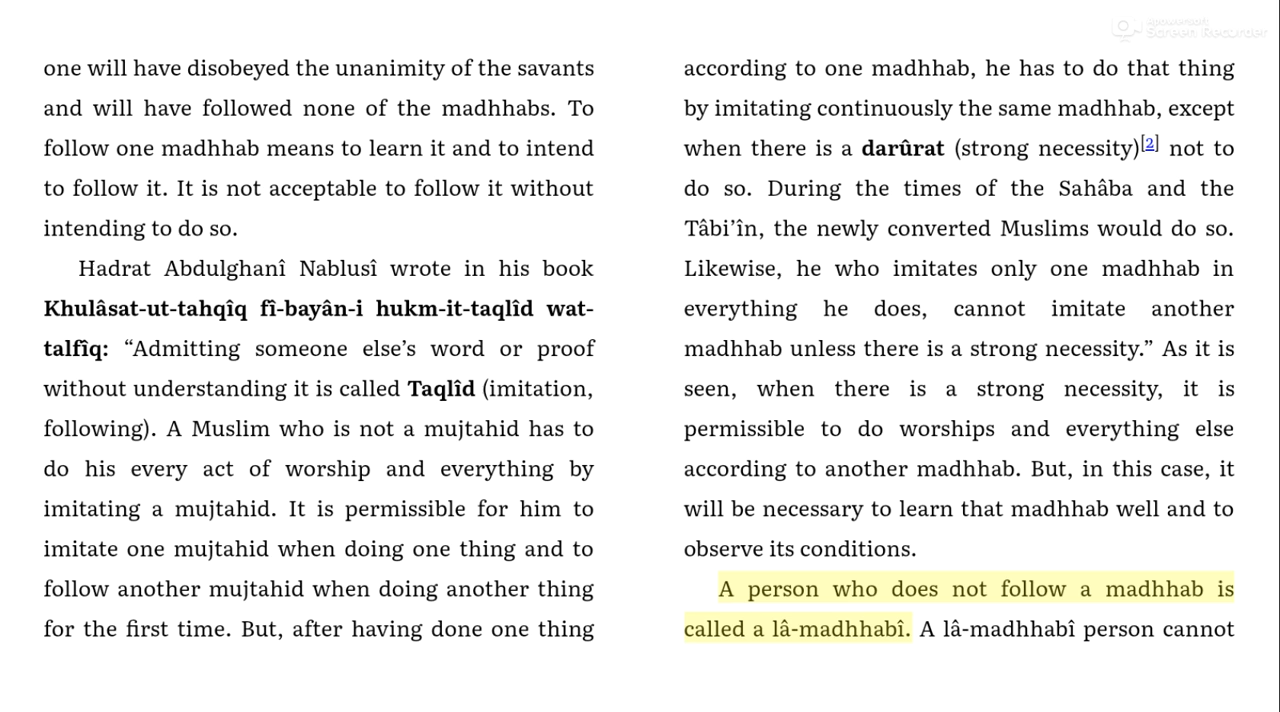 Apowersoft
Screen Recorder
one will have disobeyed the unanimity of the savants
and will have followed none of the madhhabs. To
follow one madhhab means to learn it and to intend
to follow it. It is not acceptable to follow it without
intending to do so.
Hadrat Abdulghanî Nablusî wrote in his book
Khulâsat-ut-tahqîq fî-bayân-i hukm-it-taqlîd wat-
talfîq: “Admitting someone else’s word or proof
without understanding it is called Taqlîd (imitation,
following). A Muslim who is not a mujtahid has to
do his every act of worship and everything by
imitating a mujtahid. It is permissible for him to
imitate one mujtahid when doing one thing and to
follow another mujtahid when doing another thing
for the first time. But, after having done one thing
according to one madhhab, he has to do that thing
by imitating continuously the same madhhab, except
when there is a darûrat (strong necessity)[2] not to
do so. During the times of the Sahâba and the
Tâbi’în, the newly converted Muslims would do so.
Likewise, he who imitates only one madhhab in
everything he does, cannot imitate another
madhhab unless there is a strong necessity.” As it is
seen, when there is a strong necessity, it is
permissible to do worships and everything else
according to another madhhab. But, in this case, it
will be necessary to learn that madhhab well and to
observe its conditions.
A person who does not follow a madhhab is
called a lâ-madhhabî. A lâ-madhhabî person cannot